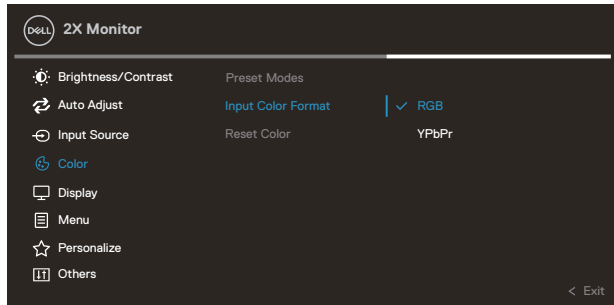 DELL 2X Monitor
Brightness/Contrast Preset Modes
Auto Adjust Input Color Format RGB
Input Source Reset Color YPbPr
Color
Display
Menu
Personalize
Others
< Exit